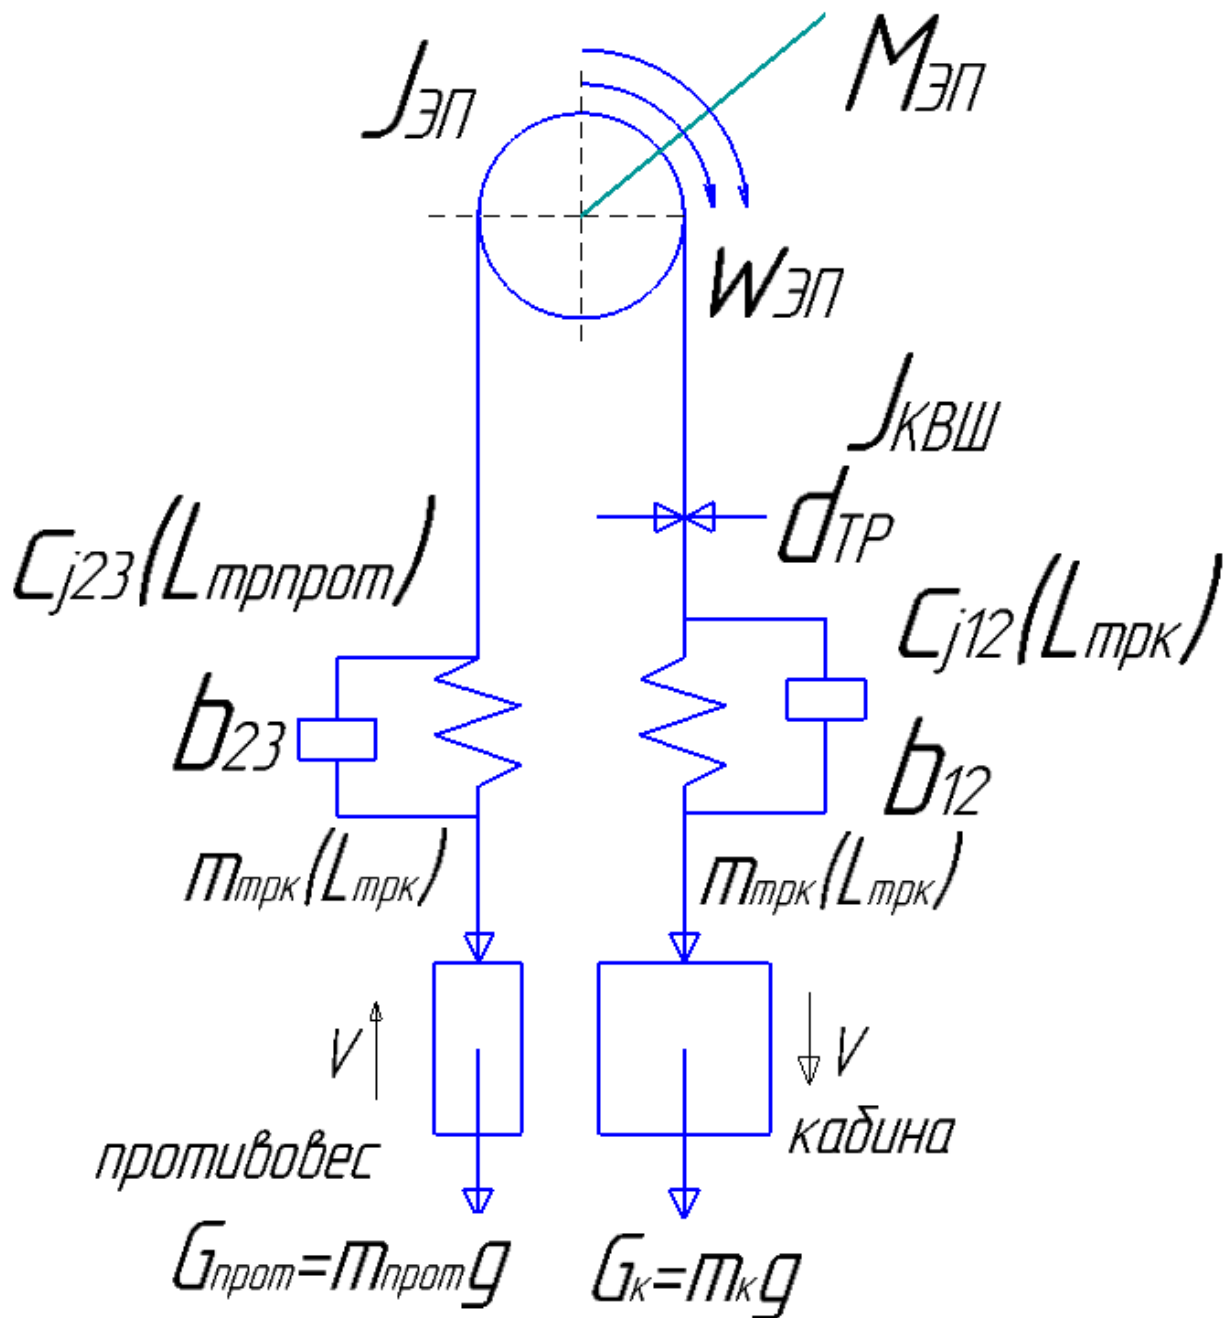 Jэп
Mэп
wэп
Jквш
dтр
cj23(Lтрпрот)
cj12(Lтрк)
b23
b12
mтрк(Lтрк)
mтрк(Lтрк)
V
V
противовес
кабина
Gпрот=mпротg
Gк=mкg